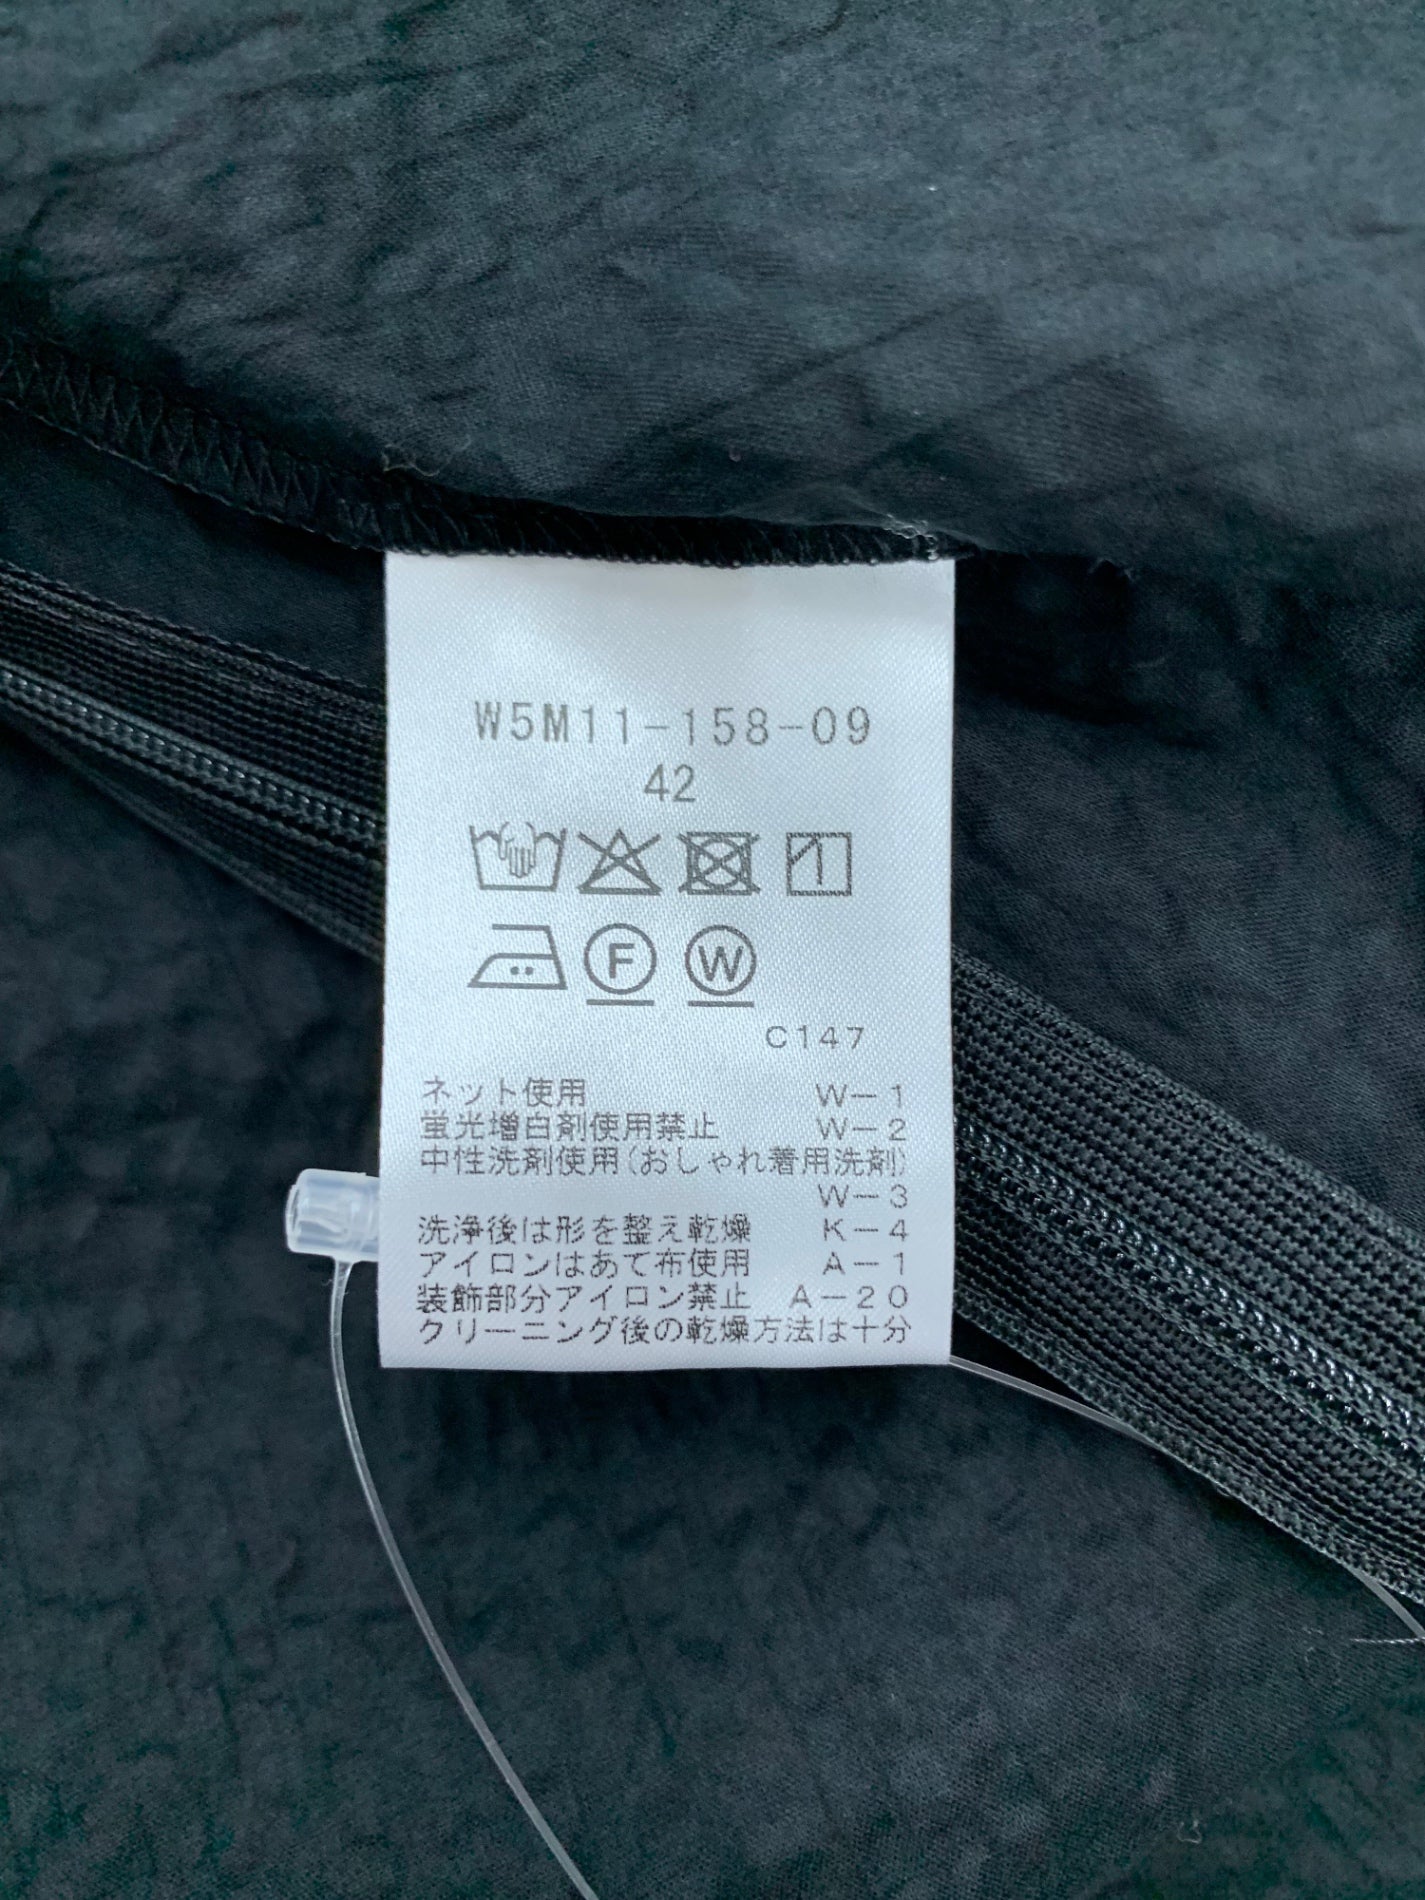 W5M11-158-09
42
F W
C147
ネット使用 W-1
蛍光増白剤使用禁止 W-2
中性洗剤使用(おしゃれ着用洗剤)
W-3
洗浄後は形を整え乾燥 K-4
アイロンはあて布使用 A-1
装飾部分アイロン禁止 A-20
クリーニング後の乾燥方法は十分